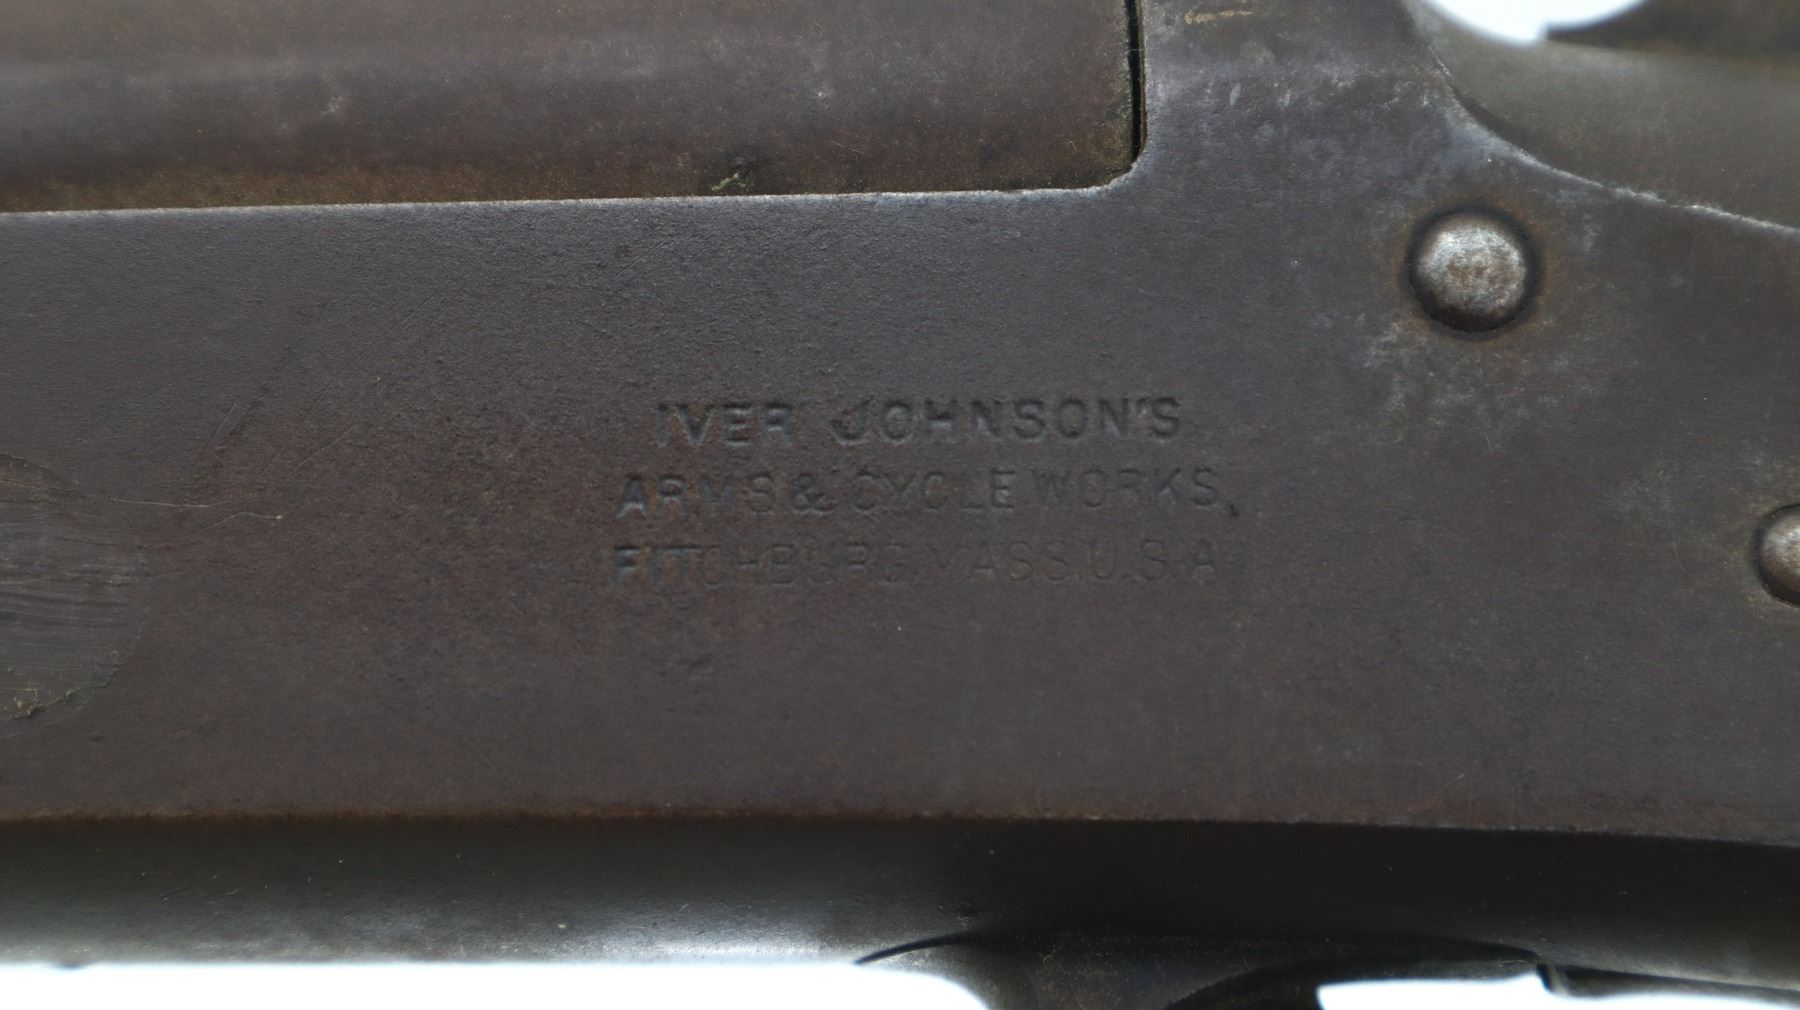 IVER JOHNSON'S
ARMS & CYCLE WORKS,
FITCHBURG, MASS. U.S.A